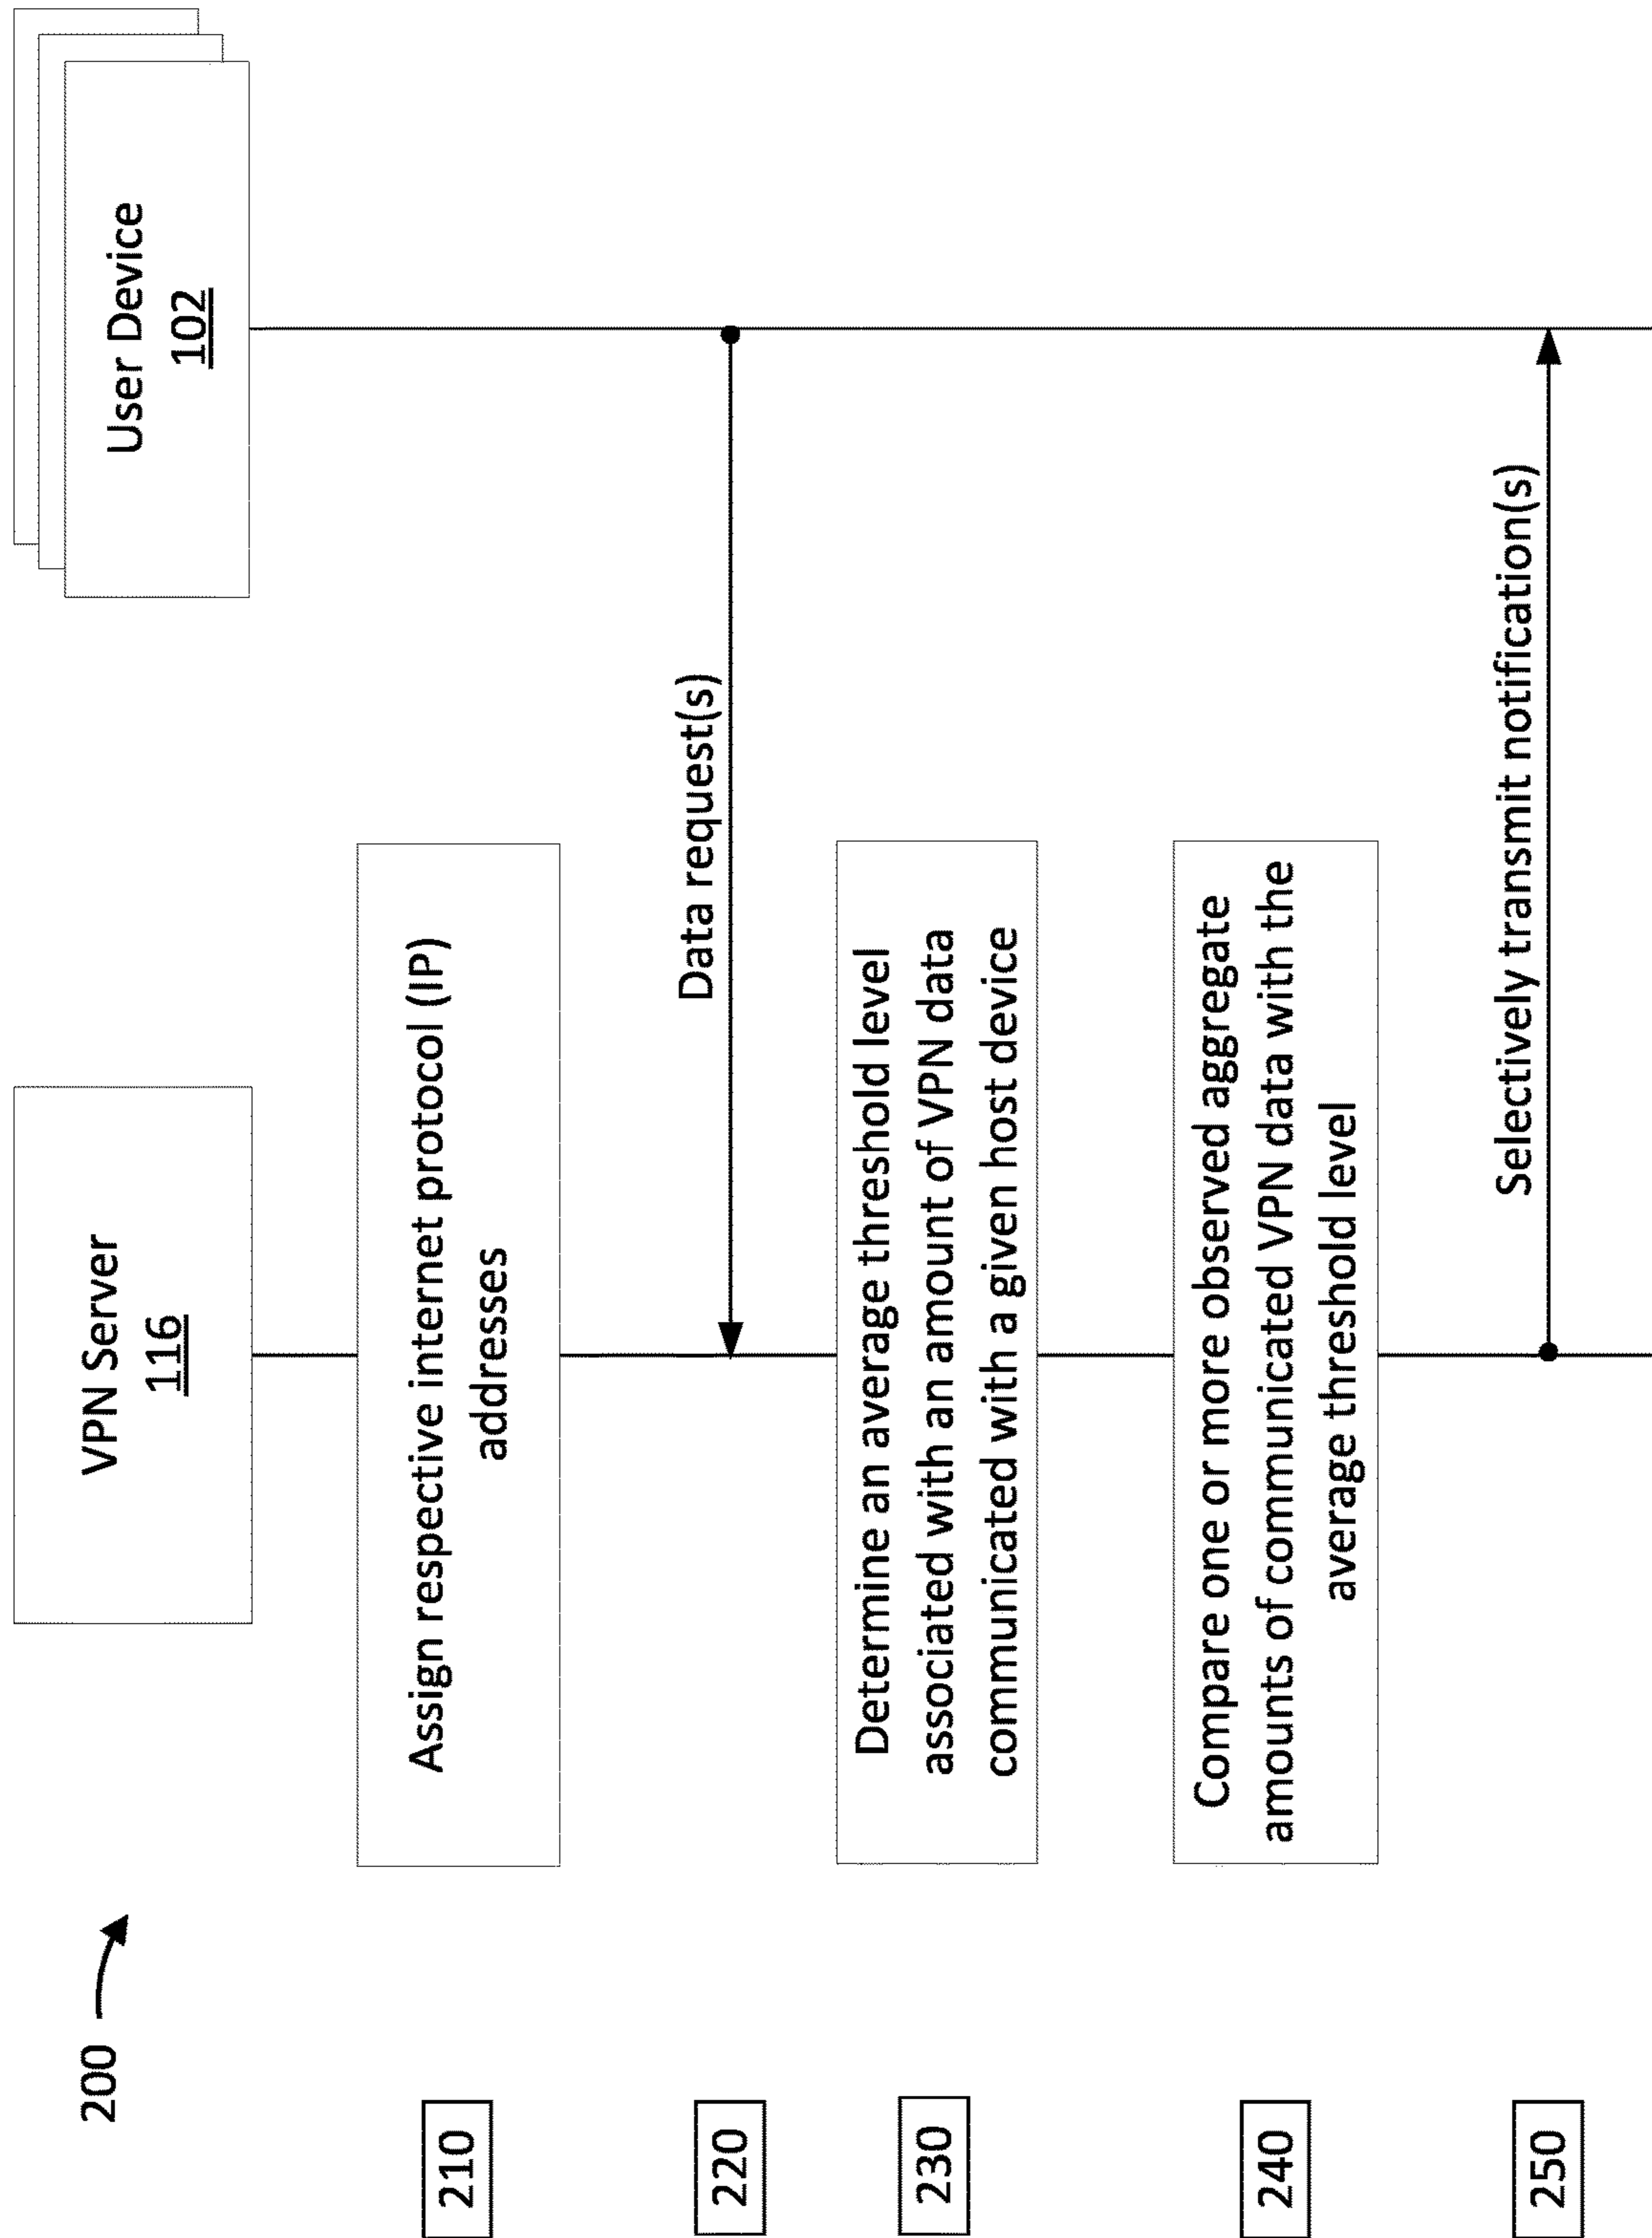 200
VPN Server
116
User Device
102
210
Assign respective internet protocol (IP)
addresses
220
Data request(s)
230
Determine an average threshold level
associated with an amount of VPN data
communicated with a given host device
240
Compare one or more observed aggregate
amounts of communicated VPN data with the
average threshold level
250
Selectively transmit notification(s)